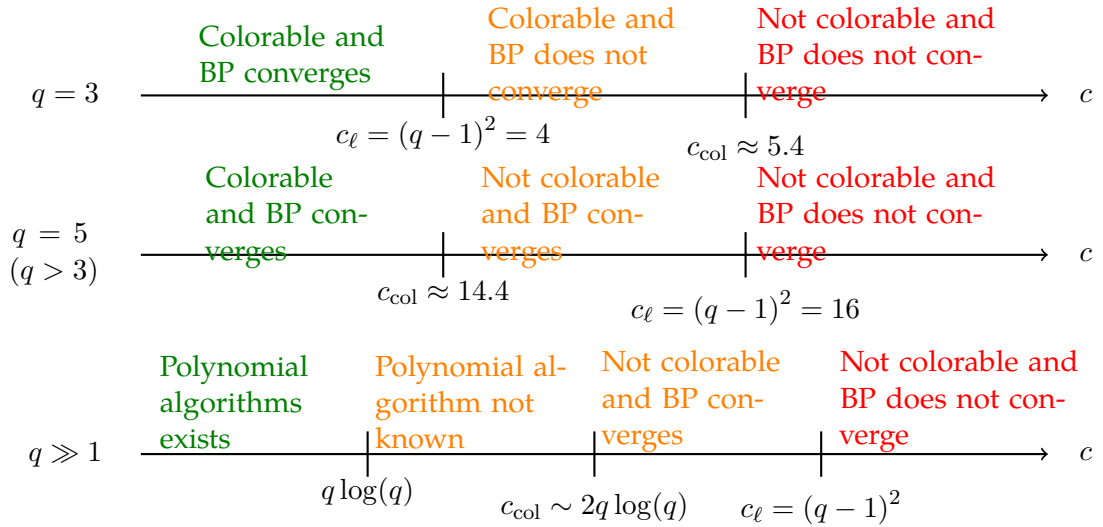 Colorable and
BP converges
Colorable and
BP does not
converge
Not colorable and
BP does not con-
verge
q = 3
c
c_ℓ = (q − 1)² = 4
c_col ≈ 5.4
Colorable
and BP con-
verges
Not colorable
and BP con-
verges
Not colorable and
BP does not con-
verge
q = 5
(q > 3)
c
c_col ≈ 14.4
c_ℓ = (q − 1)² = 16
Polynomial
algorithms
exists
Polynomial al-
gorithm not
known
Not colorable
and BP con-
verges
Not colorable and
BP does not con-
verge
q ≫ 1
c
q log(q)
c_col ∼ 2q log(q)
c_ℓ = (q − 1)²